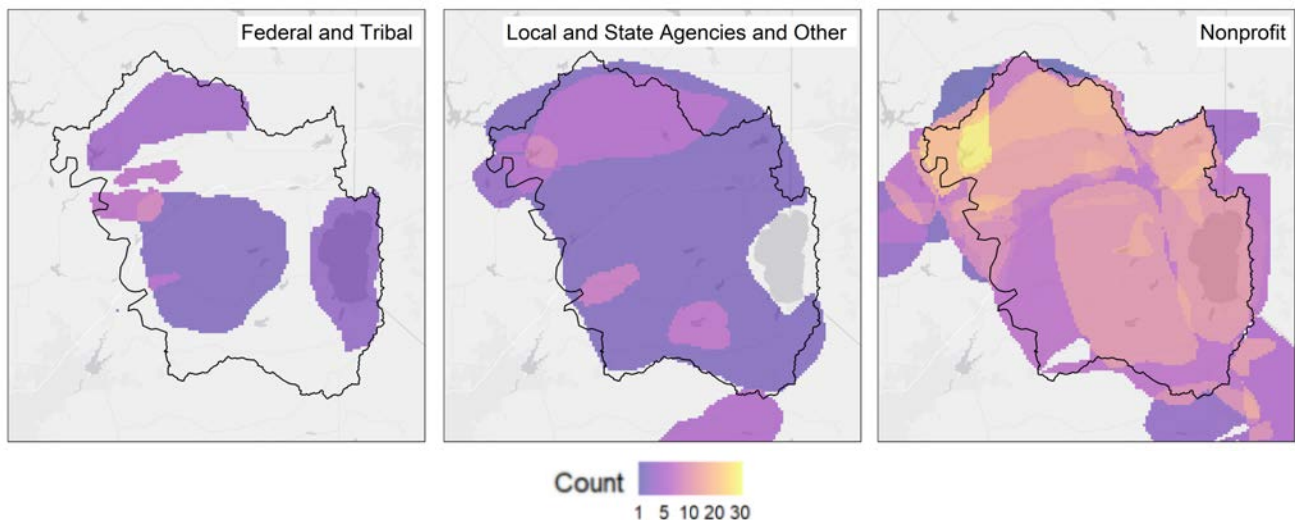 Federal and Tribal
Local and State Agencies and Other
Nonprofit
Count
1 5 10 20 30